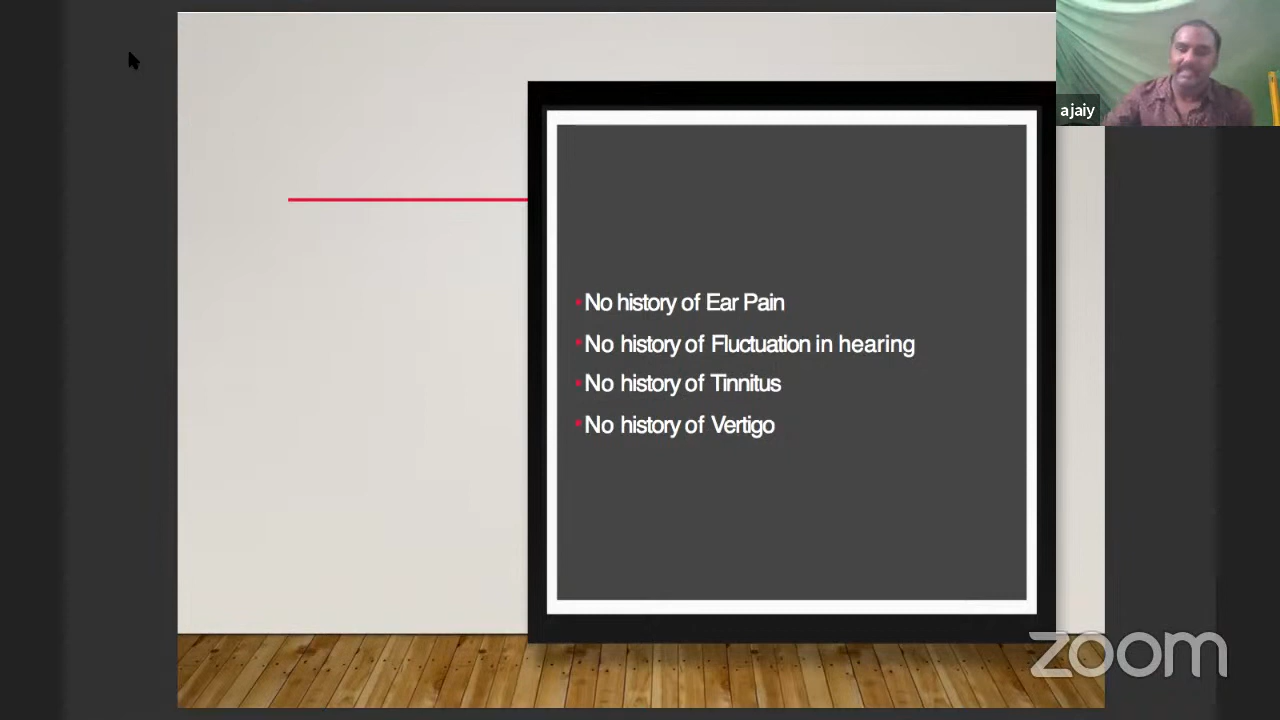 ajaiy
• No history of Ear Pain
• No history of Fluctuation in hearing
• No history of Tinnitus
• No history of Vertigo
zoom